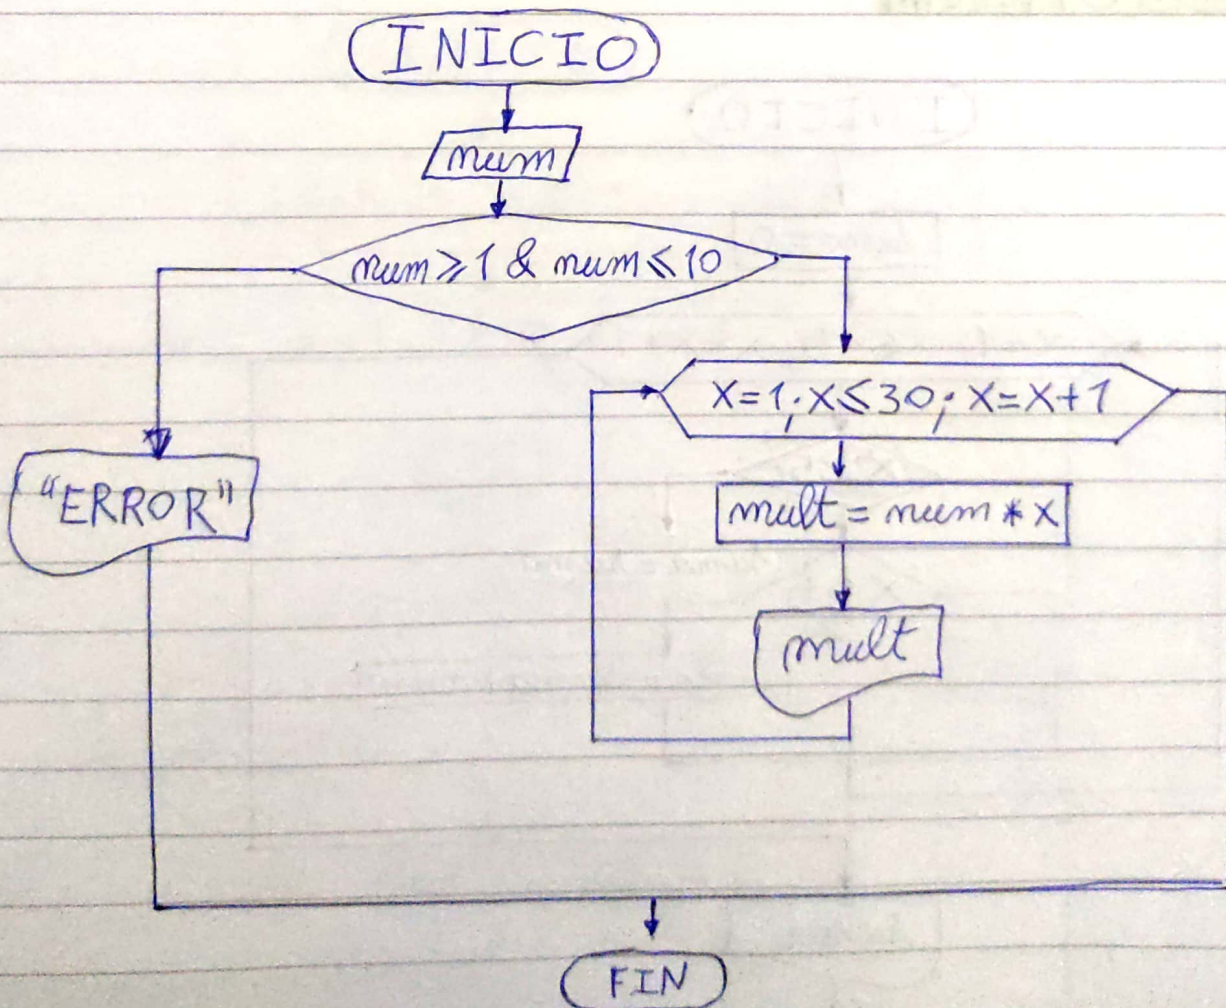 INICIO
num
num ≥ 1 & num ≤ 10
X=1; X≤30; X=X+1
"ERROR"
mult = num * x
mult
FIN